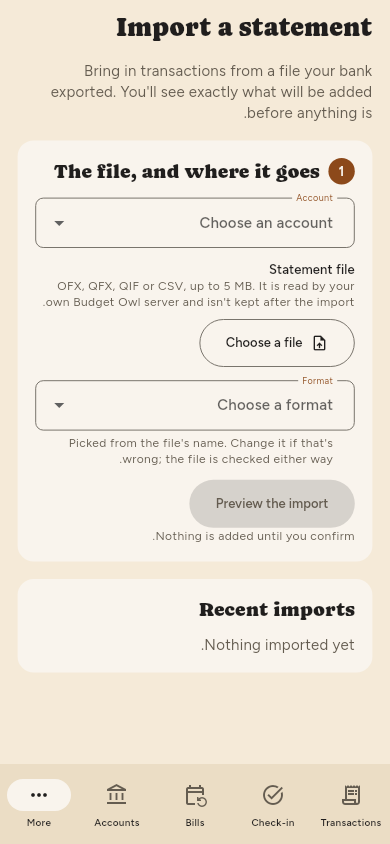 Import a statement
Bring in transactions from a file your bank
exported. You'll see exactly what will be added
.before anything is
The file, and where it goes 1
Account
Choose an account
Statement file
OFX, QFX, QIF or CSV, up to 5 MB. It is read by your
.own Budget Owl server and isn't kept after the import
Choose a file
Format
Choose a format
Picked from the file's name. Change it if that's
.wrong; the file is checked either way
Preview the import
.Nothing is added until you confirm
Recent imports
.Nothing imported yet
More Accounts Bills Check-in Transactions